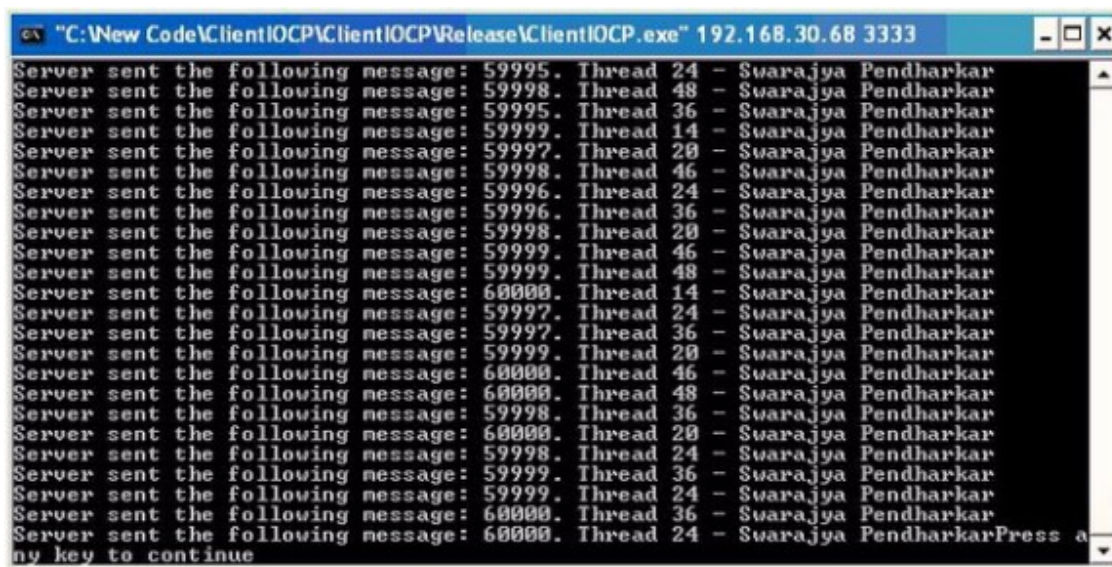 "C:\New Code\ClientIOCP\ClientIOCP\Release\ClientIOCP.exe" 192.168.30.68 3333
Server sent the following message: 59995. Thread 24 - Swarajya Pendharkar
Server sent the following message: 59998. Thread 48 - Swarajya Pendharkar
Server sent the following message: 59995. Thread 36 - Swarajya Pendharkar
Server sent the following message: 59999. Thread 14 - Swarajya Pendharkar
Server sent the following message: 59997. Thread 20 - Swarajya Pendharkar
Server sent the following message: 59998. Thread 46 - Swarajya Pendharkar
Server sent the following message: 59996. Thread 24 - Swarajya Pendharkar
Server sent the following message: 59996. Thread 36 - Swarajya Pendharkar
Server sent the following message: 59998. Thread 20 - Swarajya Pendharkar
Server sent the following message: 59999. Thread 46 - Swarajya Pendharkar
Server sent the following message: 59999. Thread 48 - Swarajya Pendharkar
Server sent the following message: 60000. Thread 14 - Swarajya Pendharkar
Server sent the following message: 59997. Thread 24 - Swarajya Pendharkar
Server sent the following message: 59997. Thread 36 - Swarajya Pendharkar
Server sent the following message: 59999. Thread 20 - Swarajya Pendharkar
Server sent the following message: 60000. Thread 46 - Swarajya Pendharkar
Server sent the following message: 60000. Thread 48 - Swarajya Pendharkar
Server sent the following message: 59998. Thread 36 - Swarajya Pendharkar
Server sent the following message: 60000. Thread 20 - Swarajya Pendharkar
Server sent the following message: 59998. Thread 24 - Swarajya Pendharkar
Server sent the following message: 59999. Thread 36 - Swarajya Pendharkar
Server sent the following message: 59999. Thread 24 - Swarajya Pendharkar
Server sent the following message: 60000. Thread 36 - Swarajya Pendharkar
Server sent the following message: 60000. Thread 24 - Swarajya PendharkarPress a
ny key to continue